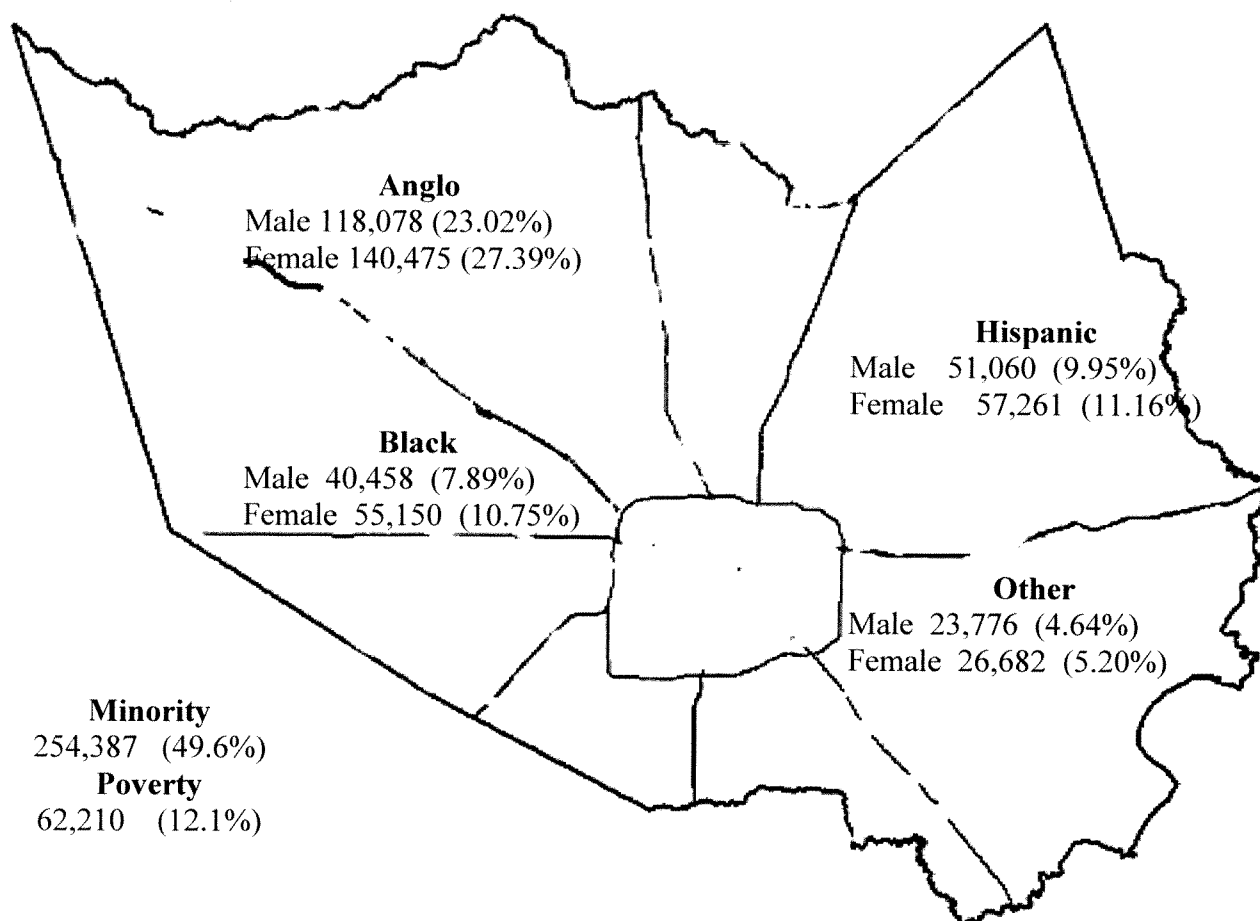 Anglo
Male 118,078 (23.02%)
Female 140,475 (27.39%)
Hispanic
Male 51,060 (9.95%)
Female 57,261 (11.16%)
Black
Male 40,458 (7.89%)
Female 55,150 (10.75%)
Other
Male 23,776 (4.64%)
Female 26,682 (5.20%)
Minority
254,387 (49.6%)
Poverty
62,210 (12.1%)